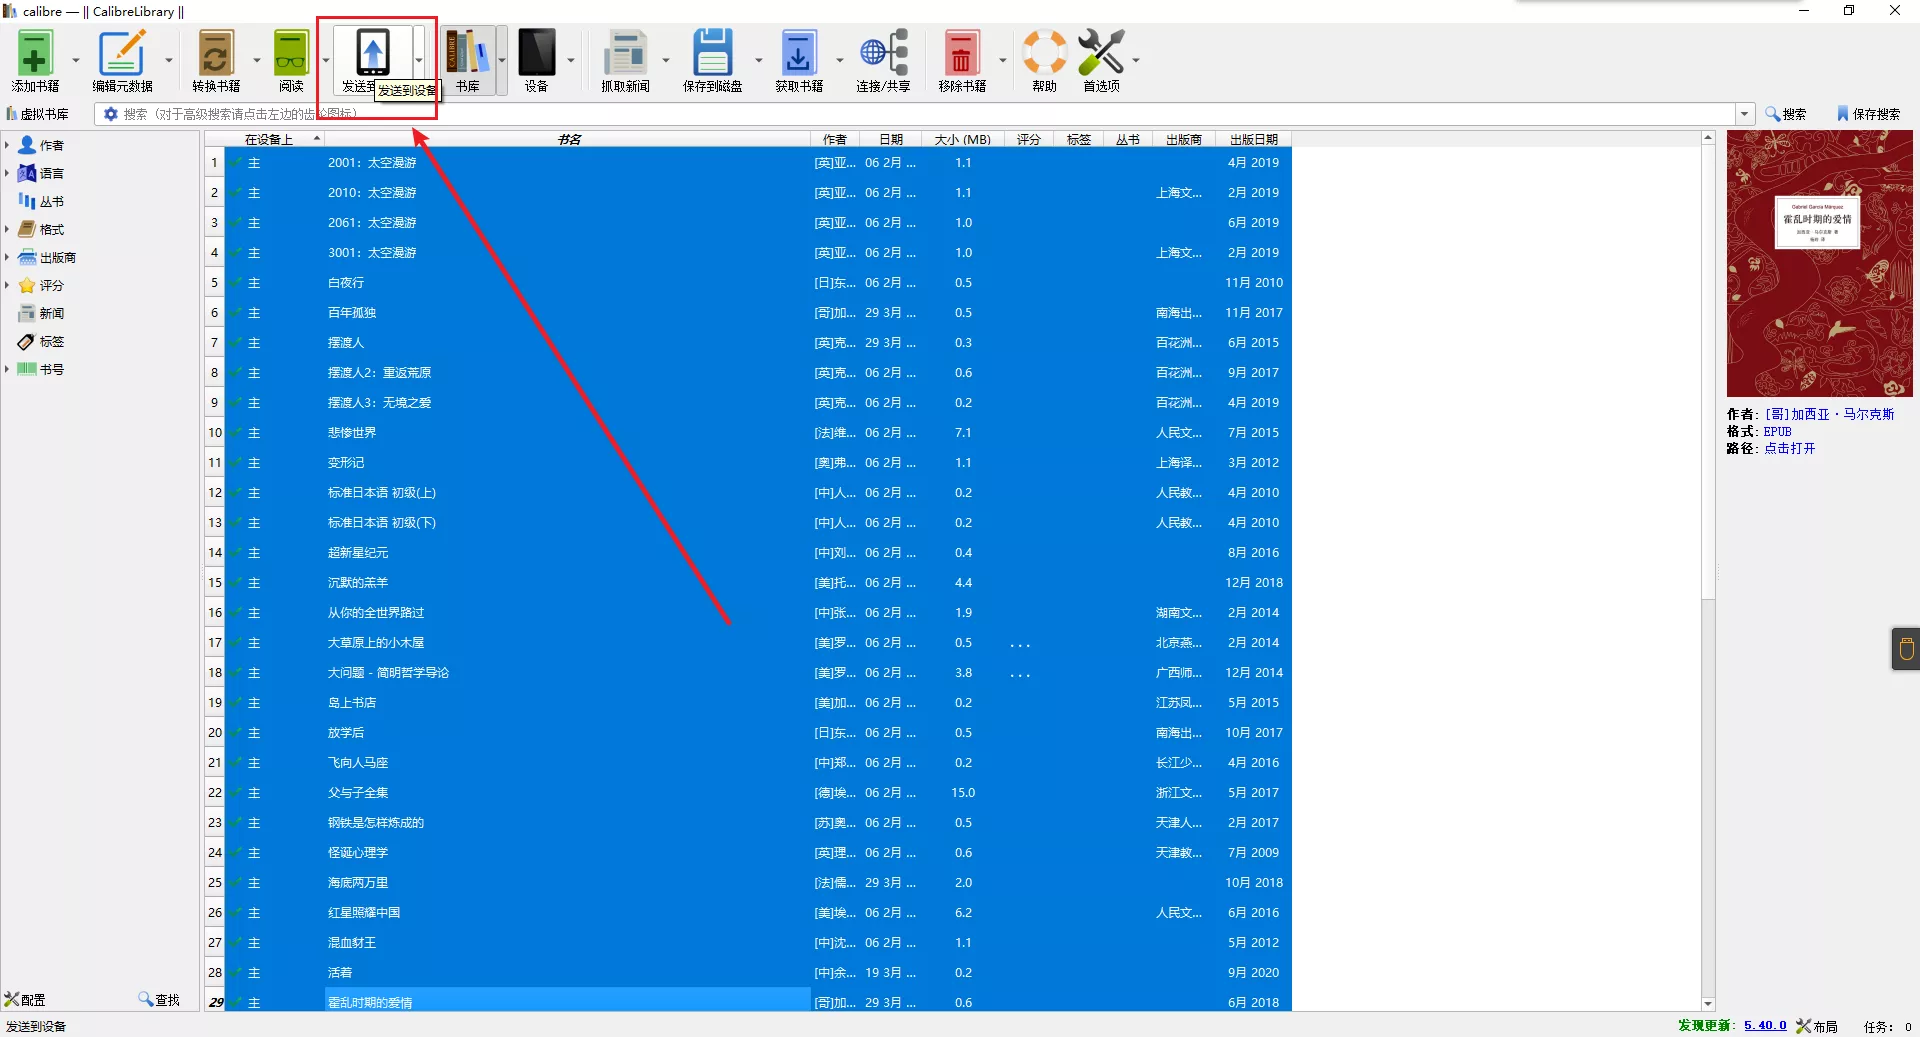 calibre — || CalibreLibrary ||
添加书籍 编辑元数据 转换书籍 阅读 发送到 书库 设备 抓取新闻 保存到磁盘 获取书籍 连接/共享 移除书籍 帮助 首选项
发送到设备
虚拟书库 搜索（对于高级搜索请点击左边的齿轮图标） 搜索 保存搜索
作者
语言
丛书
格式
出版商
评分
新闻
标签
书号
在设备上 书名 作者 日期 大小 (MB) 评分 标签 丛书 出版商 出版日期
1 主 2001：太空漫游 [英]亚... 06 2月 ... 1.1 4月 2019
2 主 2010：太空漫游 [英]亚... 06 2月 ... 1.1 上海文... 2月 2019
3 主 2061：太空漫游 [英]亚... 06 2月 ... 1.0 6月 2019
4 主 3001：太空漫游 [英]亚... 06 2月 ... 1.0 上海文... 2月 2019
5 主 白夜行 [日]东... 06 2月 ... 0.5 11月 2010
6 主 百年孤独 [哥]加... 29 3月 ... 0.5 南海出... 11月 2017
7 主 摆渡人 [英]克... 29 3月 ... 0.3 百花洲... 6月 2015
8 主 摆渡人2：重返荒原 [英]克... 06 2月 ... 0.6 百花洲... 9月 2017
9 主 摆渡人3：无境之爱 [英]克... 06 2月 ... 0.2 百花洲... 4月 2019
10 主 悲惨世界 [法]维... 06 2月 ... 7.1 人民文... 7月 2015
11 主 变形记 [奥]弗... 06 2月 ... 1.1 上海译... 3月 2012
12 主 标准日本语 初级(上) [中]人... 06 2月 ... 0.2 人民教... 4月 2010
13 主 标准日本语 初级(下) [中]人... 06 2月 ... 0.2 人民教... 4月 2010
14 主 超新星纪元 [中]刘... 06 2月 ... 0.4 8月 2016
15 主 沉默的羔羊 [美]托... 06 2月 ... 4.4 12月 2018
16 主 从你的全世界路过 [中]张... 06 2月 ... 1.9 湖南文... 2月 2014
17 主 大草原上的小木屋 [美]罗... 06 2月 ... 0.5 ... 北京燕... 2月 2014
18 主 大问题 - 简明哲学导论 [美]罗... 06 2月 ... 3.8 ... 广西师... 12月 2014
19 主 岛上书店 [美]加... 06 2月 ... 0.2 江苏凤... 5月 2015
20 主 放学后 [日]东... 06 2月 ... 0.5 南海出... 10月 2017
21 主 飞向人马座 [中]郑... 06 2月 ... 0.2 长江少... 4月 2016
22 主 父与子全集 [德]埃... 06 2月 ... 15.0 浙江文... 5月 2017
23 主 钢铁是怎样炼成的 [苏]奥... 06 2月 ... 0.5 天津人... 2月 2017
24 主 怪诞心理学 [英]理... 06 2月 ... 0.6 天津教... 7月 2009
25 主 海底两万里 [法]儒... 29 3月 ... 2.0 10月 2018
26 主 红星照耀中国 [美]埃... 06 2月 ... 6.2 人民文... 6月 2016
27 主 混血豺王 [中]沈... 06 2月 ... 1.1 5月 2012
28 主 活着 [中]余... 19 3月 ... 0.2 9月 2020
29 主 霍乱时期的爱情 [哥]加... 29 3月 ... 0.6 6月 2018
Gabriel García Márquez
霍乱时期的爱情
加西亚·马尔克斯 著
杨玲 译
作者: [哥]加西亚·马尔克斯
格式: EPUB
路径: 点击打开
配置 查找
发送到设备 发现更新: 5.40.0 布局 任务: 0